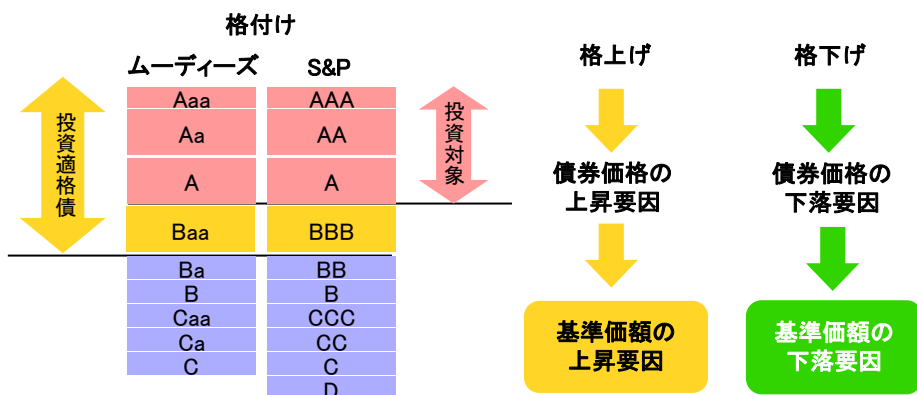 格付け
ムーディーズ S&P
Aaa AAA
Aa AA
A A
Baa BBB
Ba BB
B B
Caa CCC
Ca CC
C C
D
投資適格債
投資対象
格上げ
債券価格の
上昇要因
基準価額の
上昇要因
格下げ
債券価格の
下落要因
基準価額の
下落要因